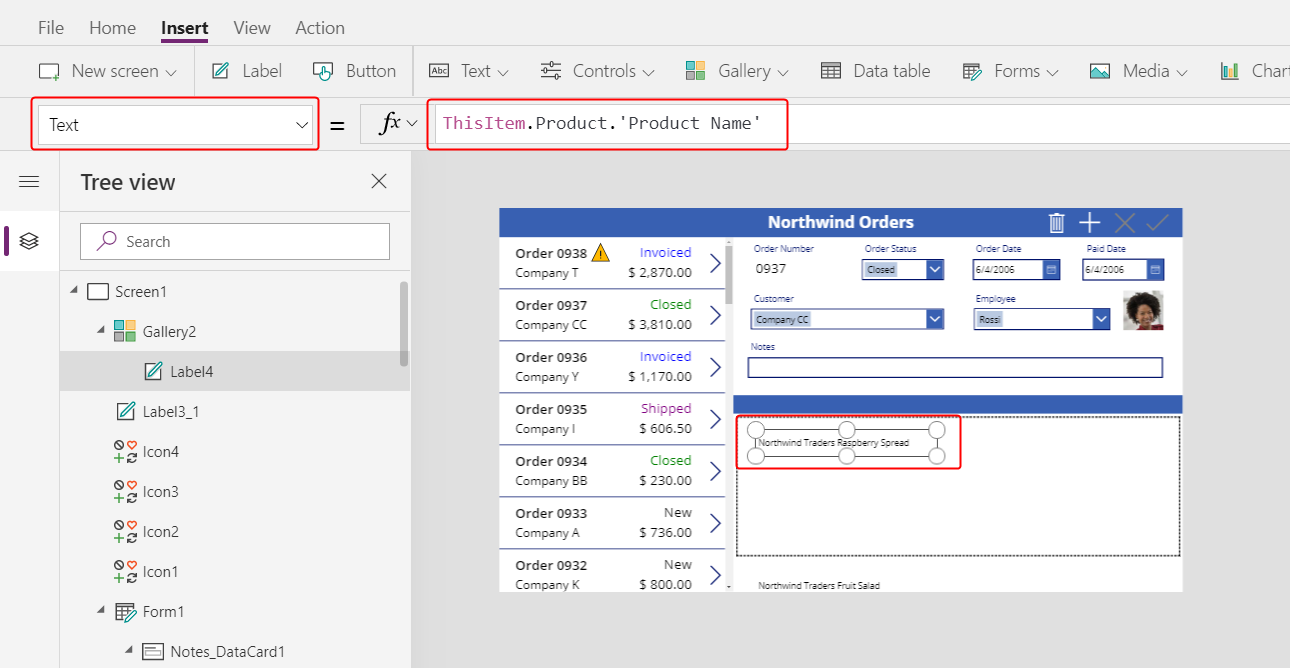 File Home Insert View Action
New screen Label Button Abc Text Controls Gallery Data table Forms Media Chart
Text = fx ThisItem.Product.'Product Name'
Tree view
Search
Screen1
Gallery2
Label4
Label3_1
Icon4
Icon3
Icon2
Icon1
Form1
Notes_DataCard1
Northwind Orders
Order 0938 Invoiced
Company T $ 2,870.00
Order 0937 Closed
Company CC $ 3,810.00
Order 0936 Invoiced
Company Y $ 1,170.00
Order 0935 Shipped
Company I $ 606.50
Order 0934 Closed
Company BB $ 230.00
Order 0933 New
Company A $ 736.00
Order 0932 New
Company K $ 800.00
Order Number Order Status Order Date Paid Date
0937 Closed 6/4/2006 6/4/2006
Customer Employee
Company CC Rossi
Notes
Northwind Traders Raspberry Spread
Northwind Traders Fruit Salad